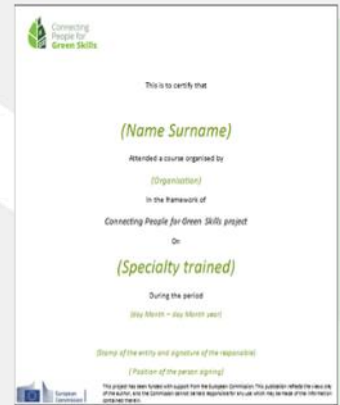 Connecting
People for
Green Skills
This is to certify that
(Name Surname)
Attended a course organised by
(Organisation)
In the framework of
Connecting People for Green Skills project
On
(Specialty trained)
During the period
(day Month – day Month year)
(Stamp of the entity and signature of the responsible)
( Position of the person signing)
European
Commission
This project has been funded with support from the European Commission. This publication reflects the views only
of the author, and the Commission cannot be held responsible for any use which may be made of the information
contained therein.